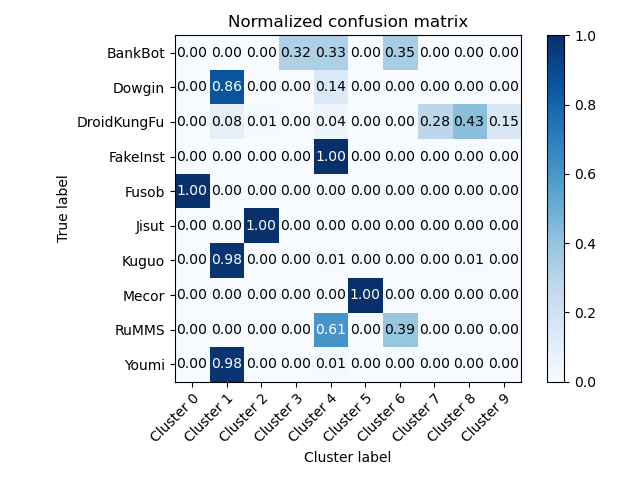 Normalized confusion matrix
True label
BankBot 0.00 0.00 0.00 0.32 0.33 0.00 0.35 0.00 0.00 0.00
Dowgin 0.00 0.86 0.00 0.00 0.14 0.00 0.00 0.00 0.00 0.00
DroidKungFu 0.00 0.08 0.01 0.00 0.04 0.00 0.00 0.28 0.43 0.15
FakeInst 0.00 0.00 0.00 0.00 1.00 0.00 0.00 0.00 0.00 0.00
Fusob 1.00 0.00 0.00 0.00 0.00 0.00 0.00 0.00 0.00 0.00
Jisut 0.00 0.00 1.00 0.00 0.00 0.00 0.00 0.00 0.00 0.00
Kuguo 0.00 0.98 0.00 0.00 0.01 0.00 0.00 0.00 0.01 0.00
Mecor 0.00 0.00 0.00 0.00 0.00 1.00 0.00 0.00 0.00 0.00
RuMMS 0.00 0.00 0.00 0.00 0.61 0.00 0.39 0.00 0.00 0.00
Youmi 0.00 0.98 0.00 0.00 0.01 0.00 0.00 0.00 0.00 0.00
Cluster 0 Cluster 1 Cluster 2 Cluster 3 Cluster 4 Cluster 5 Cluster 6 Cluster 7 Cluster 8 Cluster 9
Cluster label
1.0
0.8
0.6
0.4
0.2
0.0